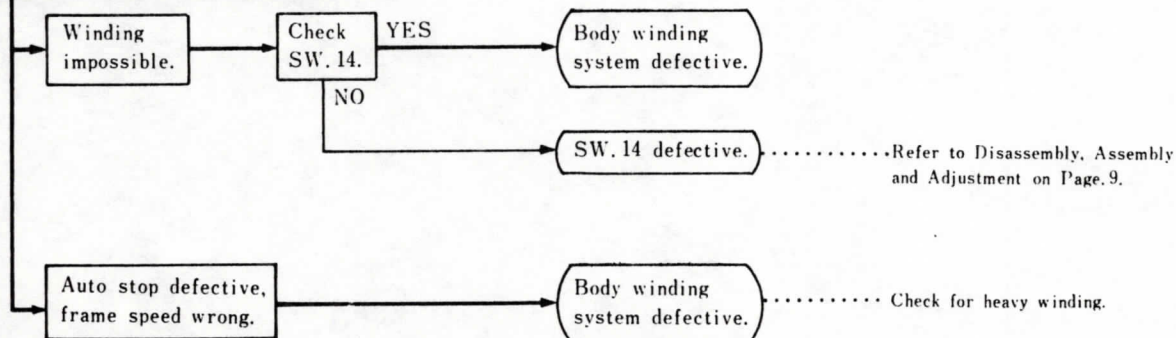 Winding
impossible.
Check
SW. 14.
YES
Body winding
system defective.
NO
SW. 14 defective.
Refer to Disassembly, Assembly
and Adjustment on Page. 9.
Auto stop defective,
frame speed wrong.
Body winding
system defective.
Check for heavy winding.